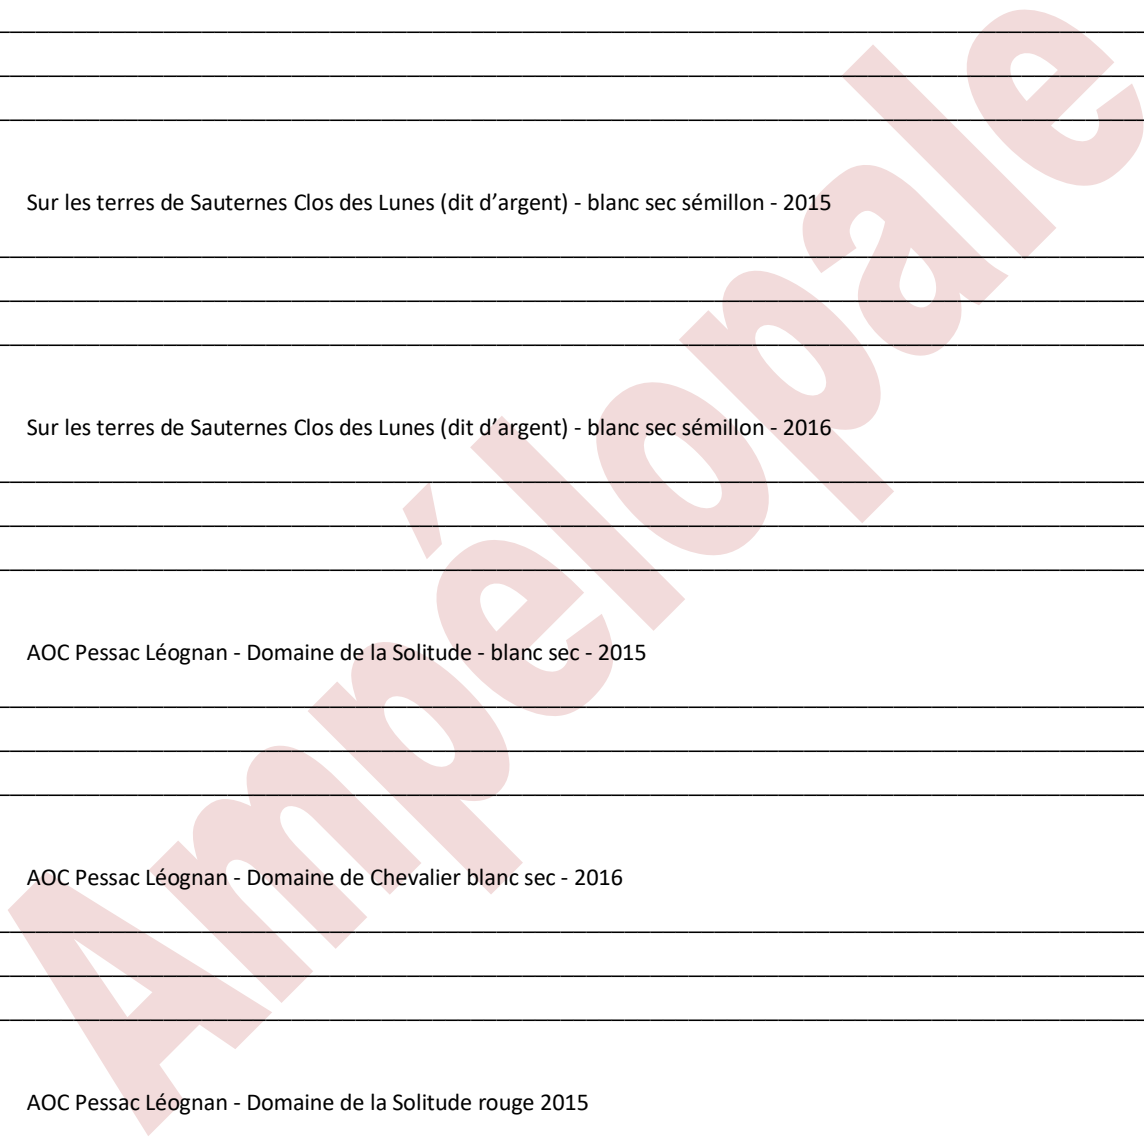 Sur les terres de Sauternes Clos des Lunes (dit d’argent) - blanc sec sémillon - 2015
Sur les terres de Sauternes Clos des Lunes (dit d’argent) - blanc sec sémillon - 2016
AOC Pessac Léognan - Domaine de la Solitude - blanc sec - 2015
AOC Pessac Léognan - Domaine de Chevalier blanc sec - 2016
AOC Pessac Léognan - Domaine de la Solitude rouge 2015
Ampélopale